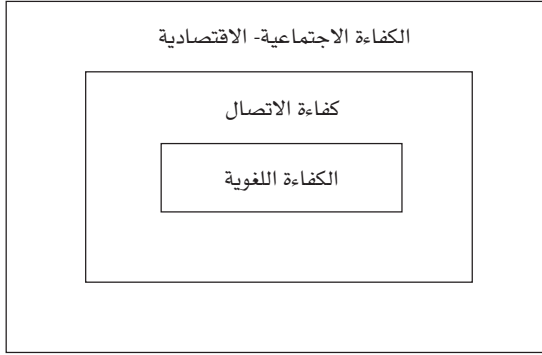 الكفاءة الاجتماعية- الاقتصادية
كفاءة الاتصال
الكفاءة اللغوية